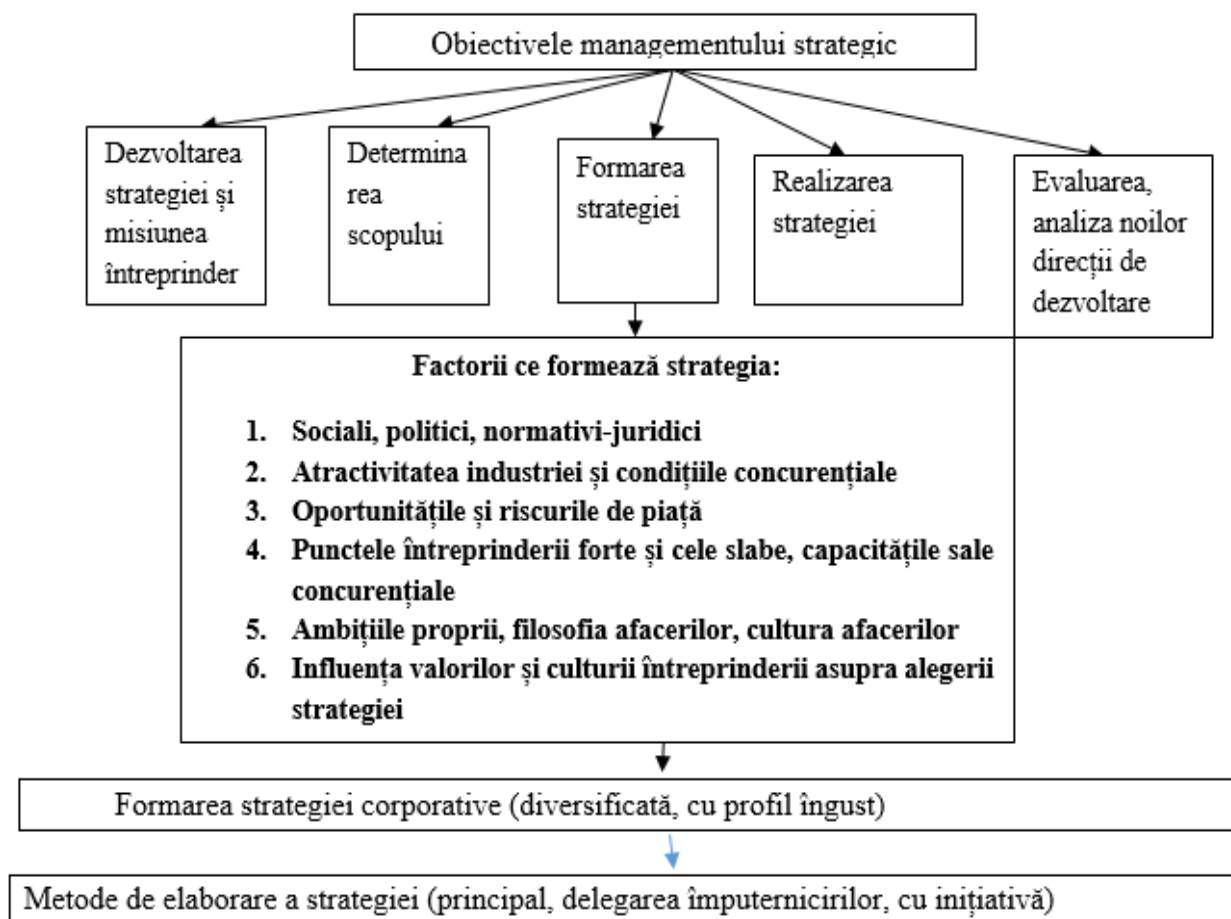 Obiectivele managementului strategic
Dezvoltarea
strategiei și
misiunea
întreprinder
Determina
rea
scopului
Formarea
strategiei
Realizarea
strategiei
Evaluarea,
analiza noilor
direcții de
dezvoltare
Factorii ce formează strategia:
1. Sociali, politici, normativi-juridici
2. Atractivitatea industriei și condițiile concurențiale
3. Oportunitățile și riscurile de piață
4. Punctele întreprinderii forte și cele slabe, capacitățile sale
concurențiale
5. Ambițiile proprii, filosofia afacerilor, cultura afacerilor
6. Influența valorilor și culturii întreprinderii asupra alegerii
strategiei
Formarea strategiei corporative (diversificată, cu profil îngust)
Metode de elaborare a strategiei (principal, delegarea împuternicirilor, cu inițiativă)